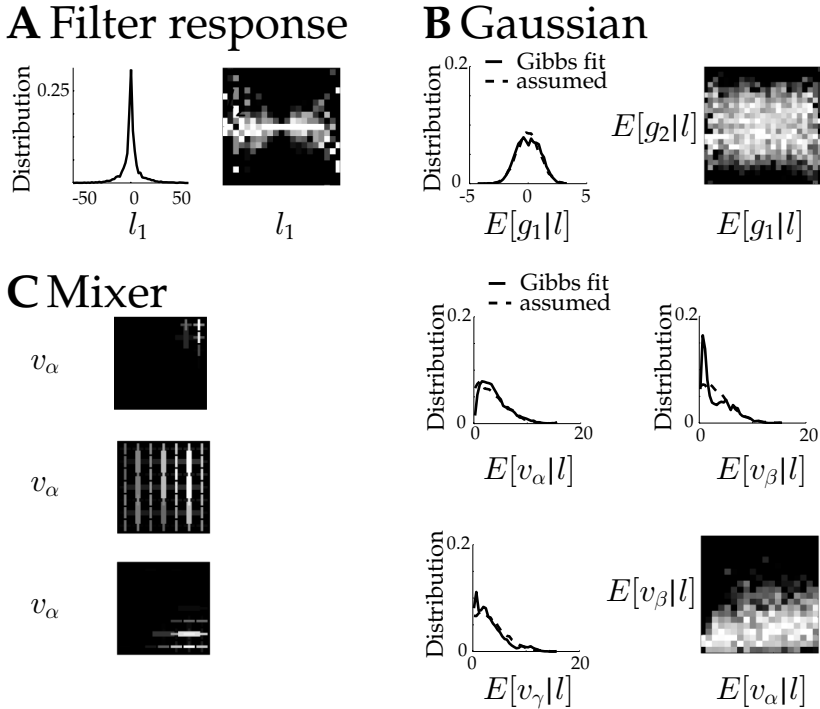 A Filter response
Distribution
0.25
-50 0 50
l₁
l₁
B Gaussian
Gibbs fit
assumed
Distribution
0.2
0
-5 0 5
E[g₁|l]
E[g₂|l]
E[g₁|l]
C Mixer
vα
vα
vα
Gibbs fit
assumed
Distribution
0.2
0
0 20
E[vα|l]
Distribution
0.2
0
0 20
E[vβ|l]
Distribution
0.2
0
0 20
E[vγ|l]
E[vβ|l]
E[vα|l]